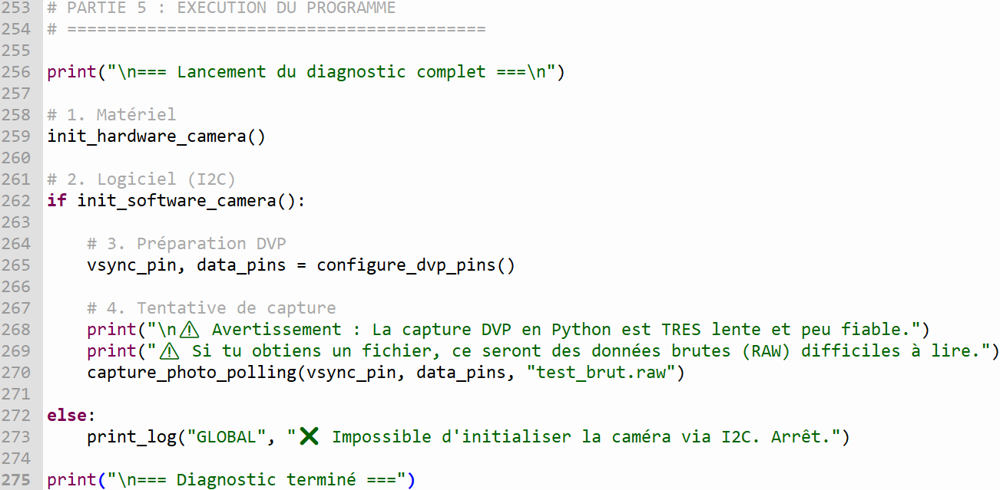 253 # PARTIE 5 : EXECUTION DU PROGRAMME
254 # ==========================================
255
256 print("\n=== Lancement du diagnostic complet ===\n")
257
258 # 1. Matériel
259 init_hardware_camera()
260
261 # 2. Logiciel (I2C)
262 if init_software_camera():
263
264     # 3. Préparation DVP
265     vsync_pin, data_pins = configure_dvp_pins()
266
267     # 4. Tentative de capture
268     print("\n⚠ Avertissement : La capture DVP en Python est TRES lente et peu fiable.")
269     print("⚠ Si tu obtiens un fichier, ce seront des données brutes (RAW) difficiles à lire.")
270     capture_photo_polling(vsync_pin, data_pins, "test_brut.raw")
271
272 else:
273     print_log("GLOBAL", "❌ Impossible d'initialiser la caméra via I2C. Arrêt.")
274
275 print("\n=== Diagnostic terminé ===")